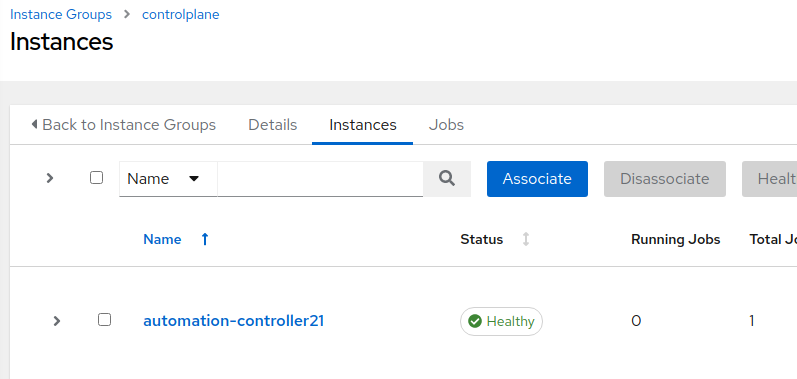 Instance Groups > controlplane
Instances
Back to Instance Groups Details Instances Jobs
Name Associate Disassociate Healt
Name Status Running Jobs Total Jo
automation-controller21 Healthy 0 1